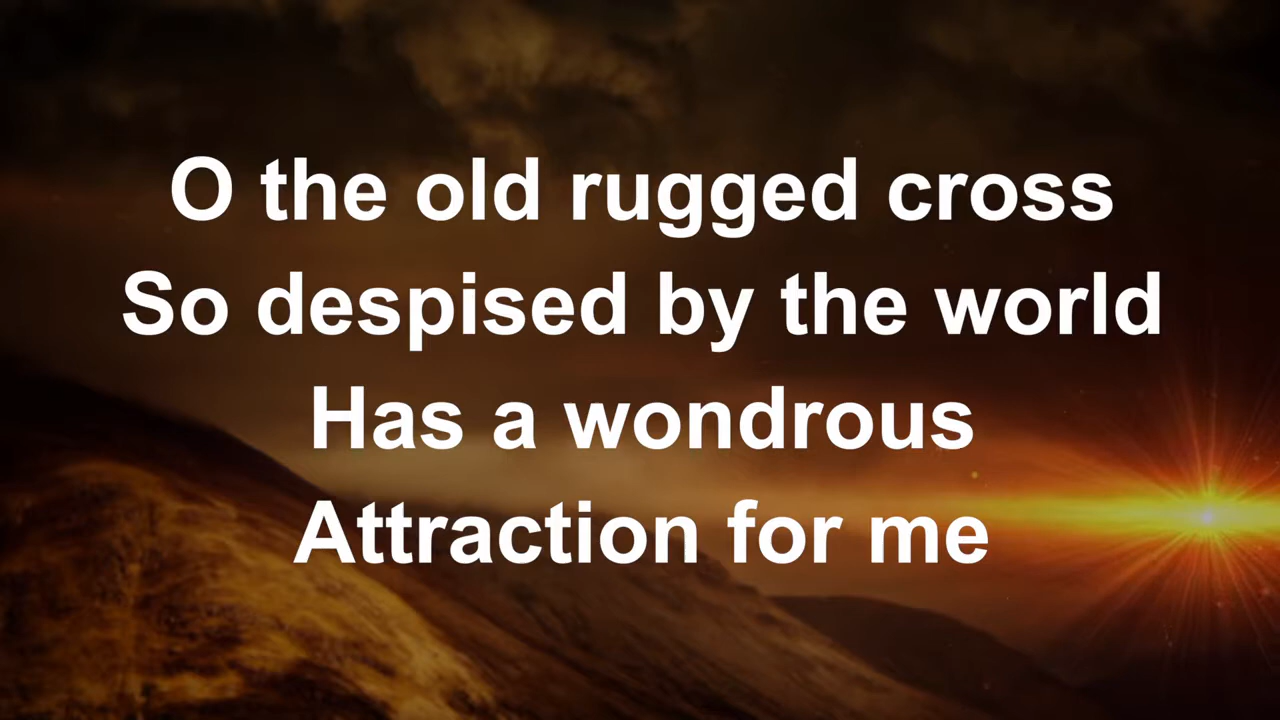 O the old rugged cross
So despised by the world
Has a wondrous
Attraction for me